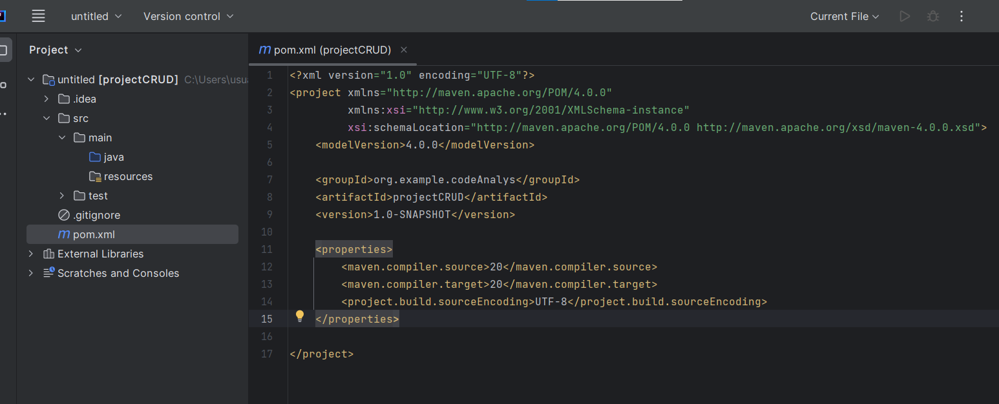 untitled
Version control
Current File
Project
untitled [projectCRUD] C:\Users\usua
.idea
src
main
java
resources
test
.gitignore
pom.xml
External Libraries
Scratches and Consoles
pom.xml (projectCRUD)
1 <?xml version="1.0" encoding="UTF-8"?>
2 <project xmlns="http://maven.apache.org/POM/4.0.0"
3 xmlns:xsi="http://www.w3.org/2001/XMLSchema-instance"
4 xsi:schemaLocation="http://maven.apache.org/POM/4.0.0 http://maven.apache.org/xsd/maven-4.0.0.xsd">
5 <modelVersion>4.0.0</modelVersion>
6
7 <groupId>org.example.codeAnalys</groupId>
8 <artifactId>projectCRUD</artifactId>
9 <version>1.0-SNAPSHOT</version>
10
11 <properties>
12 <maven.compiler.source>20</maven.compiler.source>
13 <maven.compiler.target>20</maven.compiler.target>
14 <project.build.sourceEncoding>UTF-8</project.build.sourceEncoding>
15 </properties>
16
17 </project>